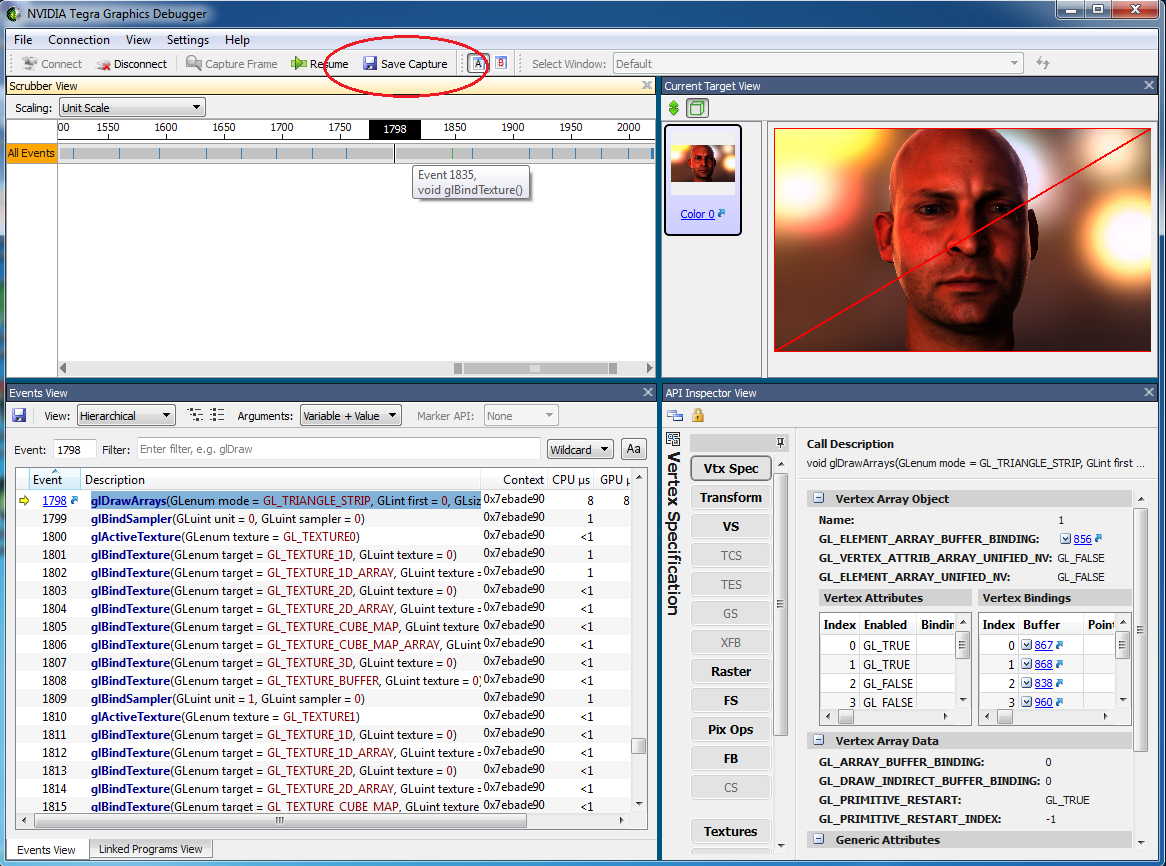 NVIDIA Tegra Graphics Debugger
File Connection View Settings Help
Connect Disconnect Capture Frame Resume Save Capture A B Select Window: Default
Scrubber View
Scaling: Unit Scale
00 1550 1600 1650 1700 1750 1798 1850 1900 1950 2000
All Events
Event 1835,
void glBindTexture()
Current Target View
Color 0
Events View
View: Hierarchical Arguments: Variable + Value Marker API: None
Event: 1798 Filter: Enter filter, e.g. glDraw Wildcard Aa
Event Description Context CPU µs GPU µ
1798 glDrawArrays(GLenum mode = GL_TRIANGLE_STRIP, GLint first = 0, GLsiz 0x7ebade90 8 8
1799 glBindSampler(GLuint unit = 0, GLuint sampler = 0) 0x7ebade90 1
1800 glActiveTexture(GLenum texture = GL_TEXTURE0) 0x7ebade90 <1
1801 glBindTexture(GLenum target = GL_TEXTURE_1D, GLuint texture = 0) 0x7ebade90 1
1802 glBindTexture(GLenum target = GL_TEXTURE_1D_ARRAY, GLuint texture = 0x7ebade90 1
1803 glBindTexture(GLenum target = GL_TEXTURE_2D, GLuint texture = 0) 0x7ebade90 <1
1804 glBindTexture(GLenum target = GL_TEXTURE_2D_ARRAY, GLuint texture = 0x7ebade90 <1
1805 glBindTexture(GLenum target = GL_TEXTURE_CUBE_MAP, GLuint texture 0x7ebade90 <1
1806 glBindTexture(GLenum target = GL_TEXTURE_CUBE_MAP_ARRAY, GLuint 0x7ebade90 <1
1807 glBindTexture(GLenum target = GL_TEXTURE_3D, GLuint texture = 0) 0x7ebade90 <1
1808 glBindTexture(GLenum target = GL_TEXTURE_BUFFER, GLuint texture = 0) 0x7ebade90 <1
1809 glBindSampler(GLuint unit = 1, GLuint sampler = 0) 0x7ebade90 <1
1810 glActiveTexture(GLenum texture = GL_TEXTURE1) 0x7ebade90 <1
1811 glBindTexture(GLenum target = GL_TEXTURE_1D, GLuint texture = 0) 0x7ebade90 <1
1812 glBindTexture(GLenum target = GL_TEXTURE_1D_ARRAY, GLuint texture = 0x7ebade90 <1
1813 glBindTexture(GLenum target = GL_TEXTURE_2D, GLuint texture = 0) 0x7ebade90 <1
1814 glBindTexture(GLenum target = GL_TEXTURE_2D_ARRAY, GLuint texture = 0x7ebade90 <1
1815 glBindTexture(GLenum target = GL_TEXTURE_CUBE_MAP, GLuint texture 0x7ebade90 <1
Events View Linked Programs View
API Inspector View
Vertex Specification
Vtx Spec
Transform
VS
TCS
TES
GS
XFB
Raster
FS
Pix Ops
FB
CS
Textures
Call Description
void glDrawArrays(GLenum mode = GL_TRIANGLE_STRIP, GLint first ...
Vertex Array Object
Name: 1
GL_ELEMENT_ARRAY_BUFFER_BINDING: 856
GL_VERTEX_ATTRIB_ARRAY_UNIFIED_NV: GL_FALSE
GL_ELEMENT_ARRAY_UNIFIED_NV: GL_FALSE
Vertex Attributes Vertex Bindings
Index Enabled Bindin Index Buffer Point
0 GL_TRUE 0 867
1 GL_TRUE 1 868
2 GL_FALSE 2 838
3 GL_FALSE 3 960
Vertex Array Data
GL_ARRAY_BUFFER_BINDING: 0
GL_DRAW_INDIRECT_BUFFER_BINDING: 0
GL_PRIMITIVE_RESTART: GL_TRUE
GL_PRIMITIVE_RESTART_INDEX: -1
Generic Attributes